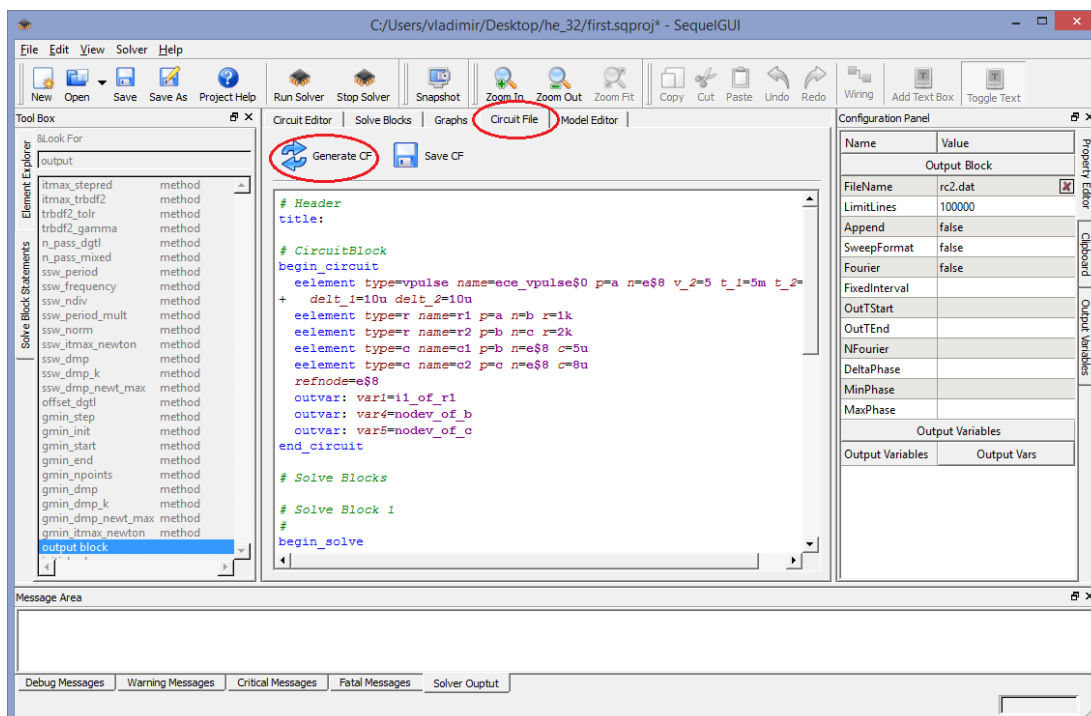 C:/Users/vladimir/Desktop/he_32/first.sqproj* - SequelGUI
File Edit View Solver Help
New Open Save Save As Project Help Run Solver Stop Solver Snapshot Zoom In Zoom Out Zoom Fit Copy Cut Paste Undo Redo Wiring Add Text Box Toggle Text
Tool Box
Element Explorer
Solve Block Statements
&Look For
output
itmax_stepred method
itmax_trbdf2 method
trbdf2_tolr method
trbdf2_gamma method
n_pass_dgtl method
n_pass_mixed method
ssw_period method
ssw_frequency method
ssw_ndiv method
ssw_period_mult method
ssw_norm method
ssw_itmax_newton method
ssw_dmp method
ssw_dmp_k method
ssw_dmp_newt_max method
offset_dgtl method
gmin_step method
gmin_init method
gmin_start method
gmin_end method
gmin_npoints method
gmin_dmp method
gmin_dmp_k method
gmin_dmp_newt_max method
gmin_itmax_newton method
output block
Circuit Editor Solve Blocks Graphs Circuit File Model Editor
Generate CF Save CF
# Header
title:
# CircuitBlock
begin_circuit
eelement type=vpulse name=ece_vpulse$0 p=a n=e$8 v_2=5 t_1=5m t_2=
+ delt_1=10u delt_2=10u
eelement type=r name=r1 p=a n=b r=1k
eelement type=r name=r2 p=b n=c r=2k
eelement type=c name=c1 p=b n=e$8 c=5u
eelement type=c name=c2 p=c n=e$8 c=8u
refnode=e$8
outvar: var1=i1_of_r1
outvar: var4=nodev_of_b
outvar: var5=nodev_of_c
end_circuit
# Solve Blocks
# Solve Block 1
#
begin_solve
Configuration Panel
Name Value
Output Block
FileName rc2.dat
LimitLines 100000
Append false
SweepFormat false
Fourier false
FixedInterval
OutTStart
OutTEnd
NFourier
DeltaPhase
MinPhase
MaxPhase
Output Variables
Output Variables Output Vars
Property Editor
Clipboard
Output Variables
Message Area
Debug Messages Warning Messages Critical Messages Fatal Messages Solver Ouptut